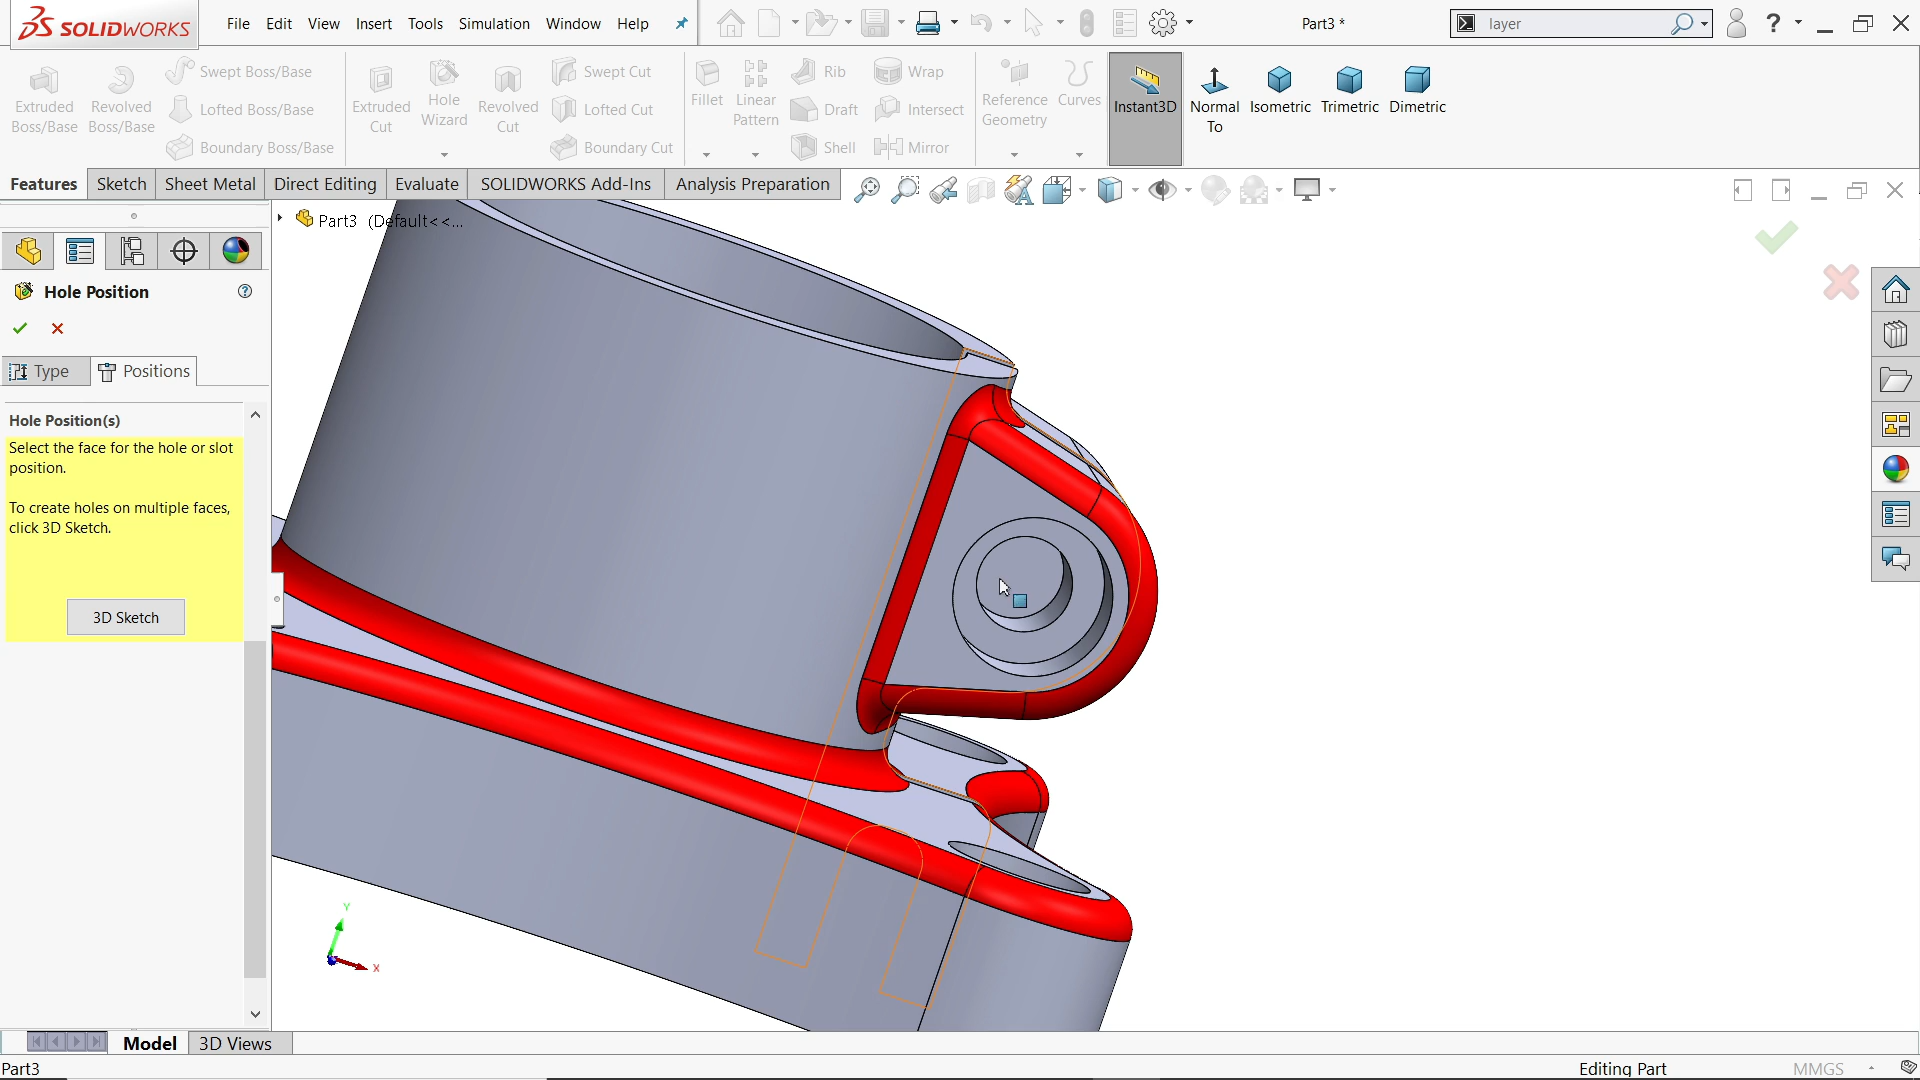 SOLIDWORKS
File Edit View Insert Tools Simulation Window Help
Part3 *
layer
?
Extruded Boss/Base
Revolved Boss/Base
Swept Boss/Base
Lofted Boss/Base
Boundary Boss/Base
Extruded Cut
Hole Wizard
Revolved Cut
Swept Cut
Lofted Cut
Boundary Cut
Fillet
Linear Pattern
Rib
Draft
Shell
Wrap
Intersect
Mirror
Reference Geometry
Curves
Instant3D
Normal To
Isometric
Trimetric
Dimetric
Features Sketch Sheet Metal Direct Editing Evaluate SOLIDWORKS Add-Ins Analysis Preparation
Part3 (Default<<...
Hole Position
?
Type
Positions
Hole Position(s)
Select the face for the hole or slot
position.
To create holes on multiple faces,
click 3D Sketch.
3D Sketch
Y
X
Model 3D Views
Part3
Editing Part
MMGS